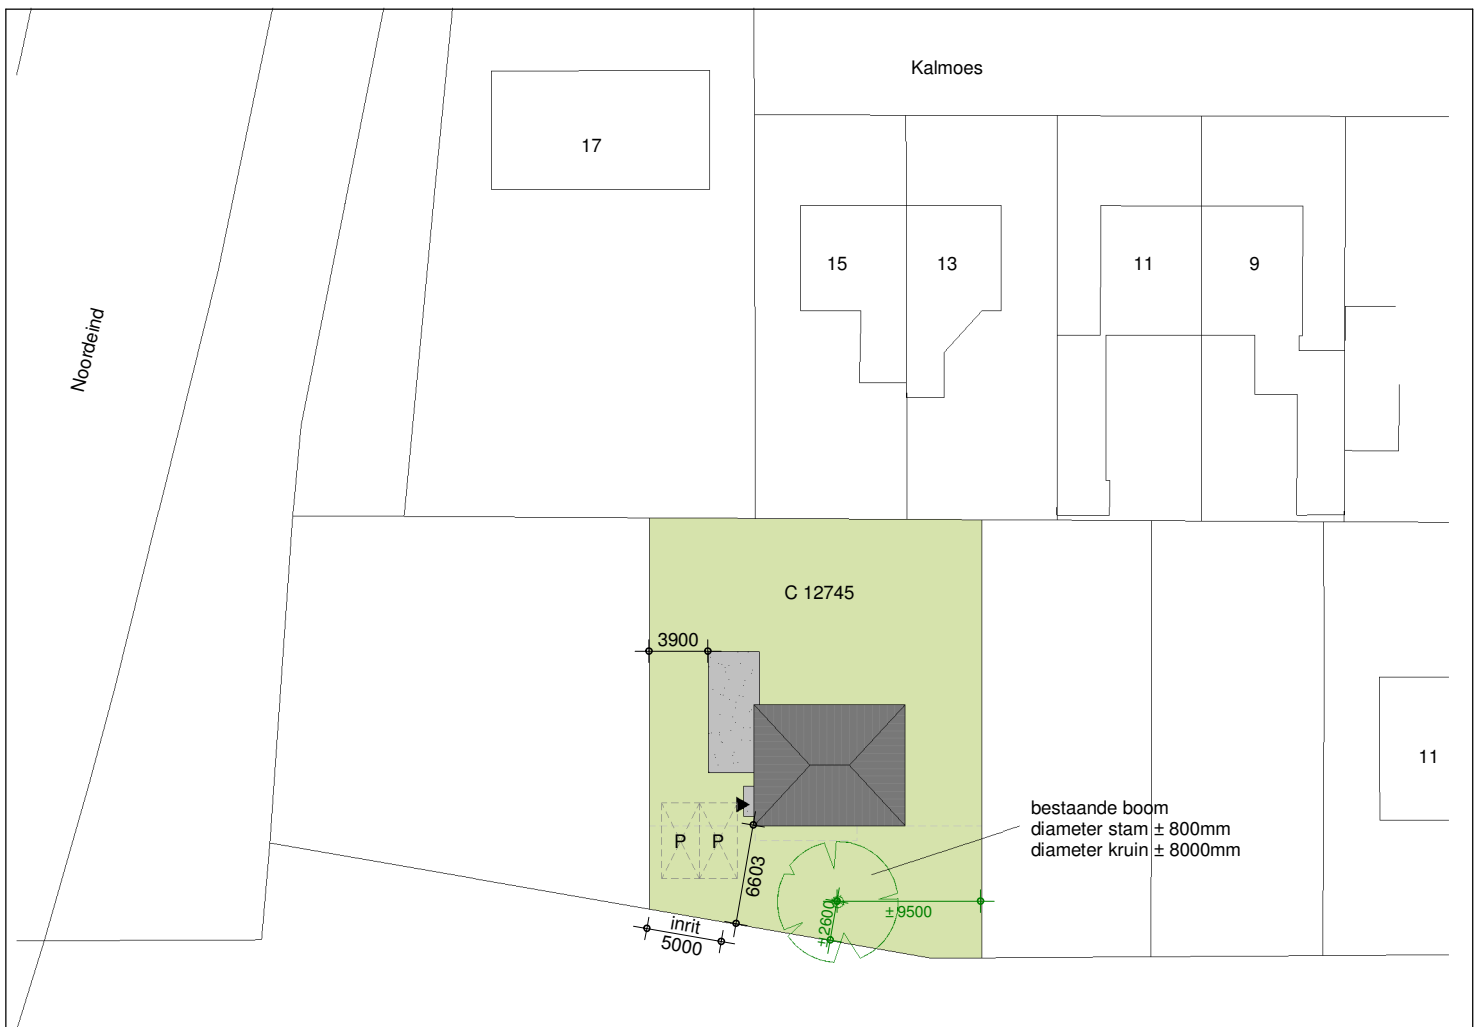 Kalmoes
17
15
13
11
9
Noordeind
C 12745
3900
11
bestaande boom
diameter stam ± 800mm
diameter kruin ± 8000mm
P
P
6603
±2600
±9500
inrit
5000